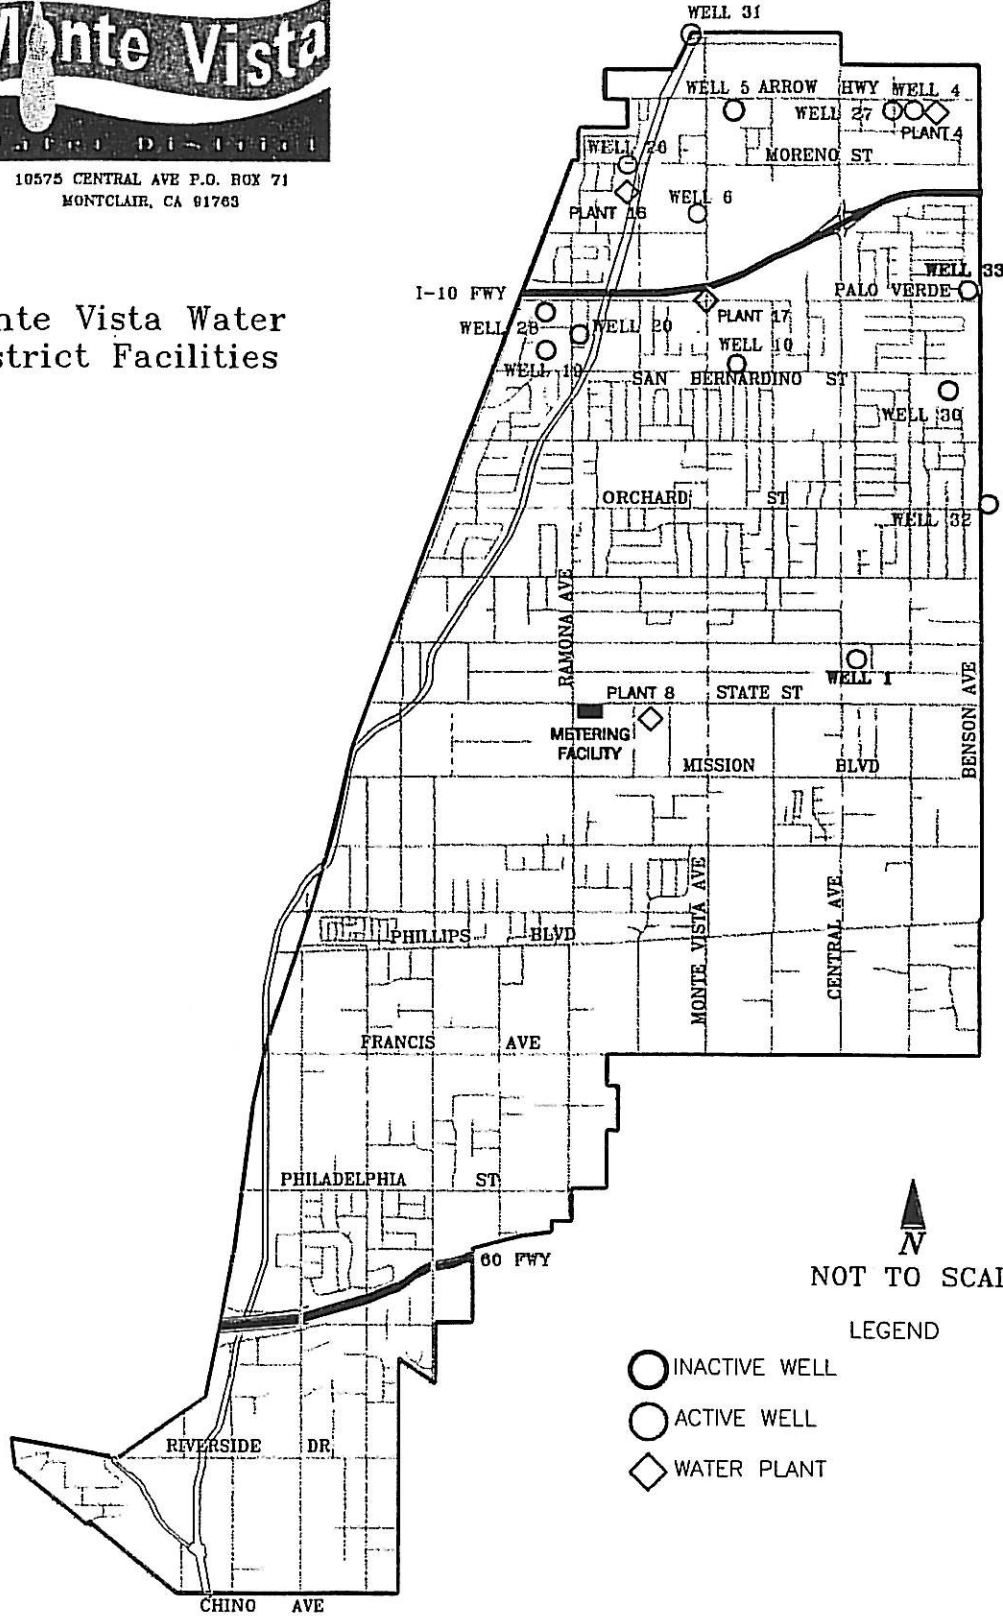 Monte Vista
Water District
10575 CENTRAL AVE P.O. BOX 71
MONTCLAIR, CA 91763
nte Vista Water
strict Facilities
WELL 31
WELL 5 ARROW HWY WELL 4
WELL 27
PLANT 4
WELL 26
MORENO ST
PLANT 16
WELL 6
WELL 33
I-10 FWY
PALO VERDE
PLANT 17
WELL 28
WELL 20
WELL 10
WELL 19
SAN BERNARDINO ST
WELL 30
ORCHARD ST
WELL 32
RAMONA AVE
WELL 1
PLANT 8
STATE ST
METERING
FACILITY
BENSON AVE
MISSION BLVD
MONTE VISTA AVE
CENTRAL AVE
PHILLIPS BLVD
FRANCIS AVE
PHILADELPHIA ST
60 FWY
N
NOT TO SCAL
LEGEND
INACTIVE WELL
ACTIVE WELL
WATER PLANT
RIVERSIDE DR
CHINO AVE